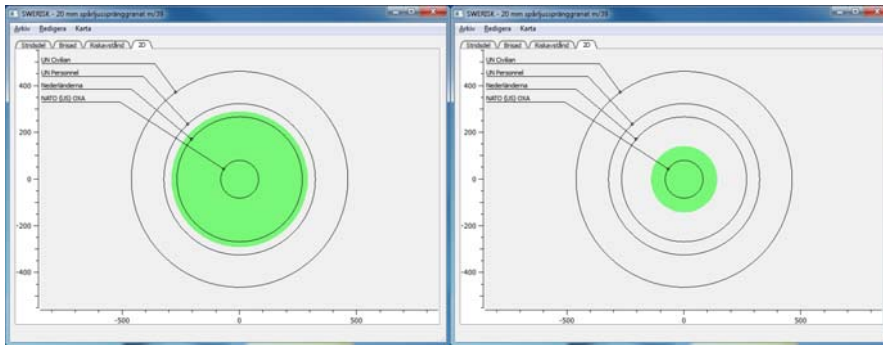 SWERISK - 20 mm spårljusspränggranat m/39
Arkiv Redigera Karta
Stridsdel Brisad Riskavstånd 2D
UN Civilian
UN Personnel
Nederländerna
NATO (US) OXA
400
200
0
-200
-400
-500 0 500
SWERISK - 20 mm spårljusspränggranat m/39
Arkiv Redigera Karta
Stridsdel Brisad Riskavstånd 2D
UN Civilian
UN Personnel
Nederländerna
NATO (US) OXA
400
200
0
-200
-400
-500 0 500